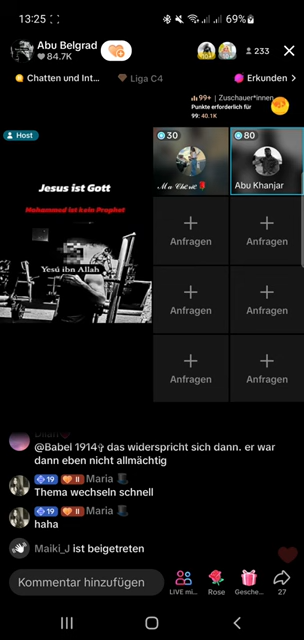 13:25
69%
Abu Belgrad
84.7K
233
Chatten und Int...
Liga C4
Erkunden >
99+ | Zuschauer*innen
Punkte erforderlich für
99: 40.1K
Host
30
80
Abu Khanjar
Jesus ist Gott
Mohammed ist kein Prophet
Yesú ibn Allah
+
Anfragen
+
Anfragen
+
Anfragen
+
Anfragen
+
Anfragen
+
Anfragen
@Babel 1914✞ das widerspricht sich dann. er war
dann eben nicht allmächtig
19 II Maria
Thema wechseln schnell
19 II Maria
haha
Maiki_J ist beigetreten
Kommentar hinzufügen
LIVE mi...
Rose
Gesche...
27